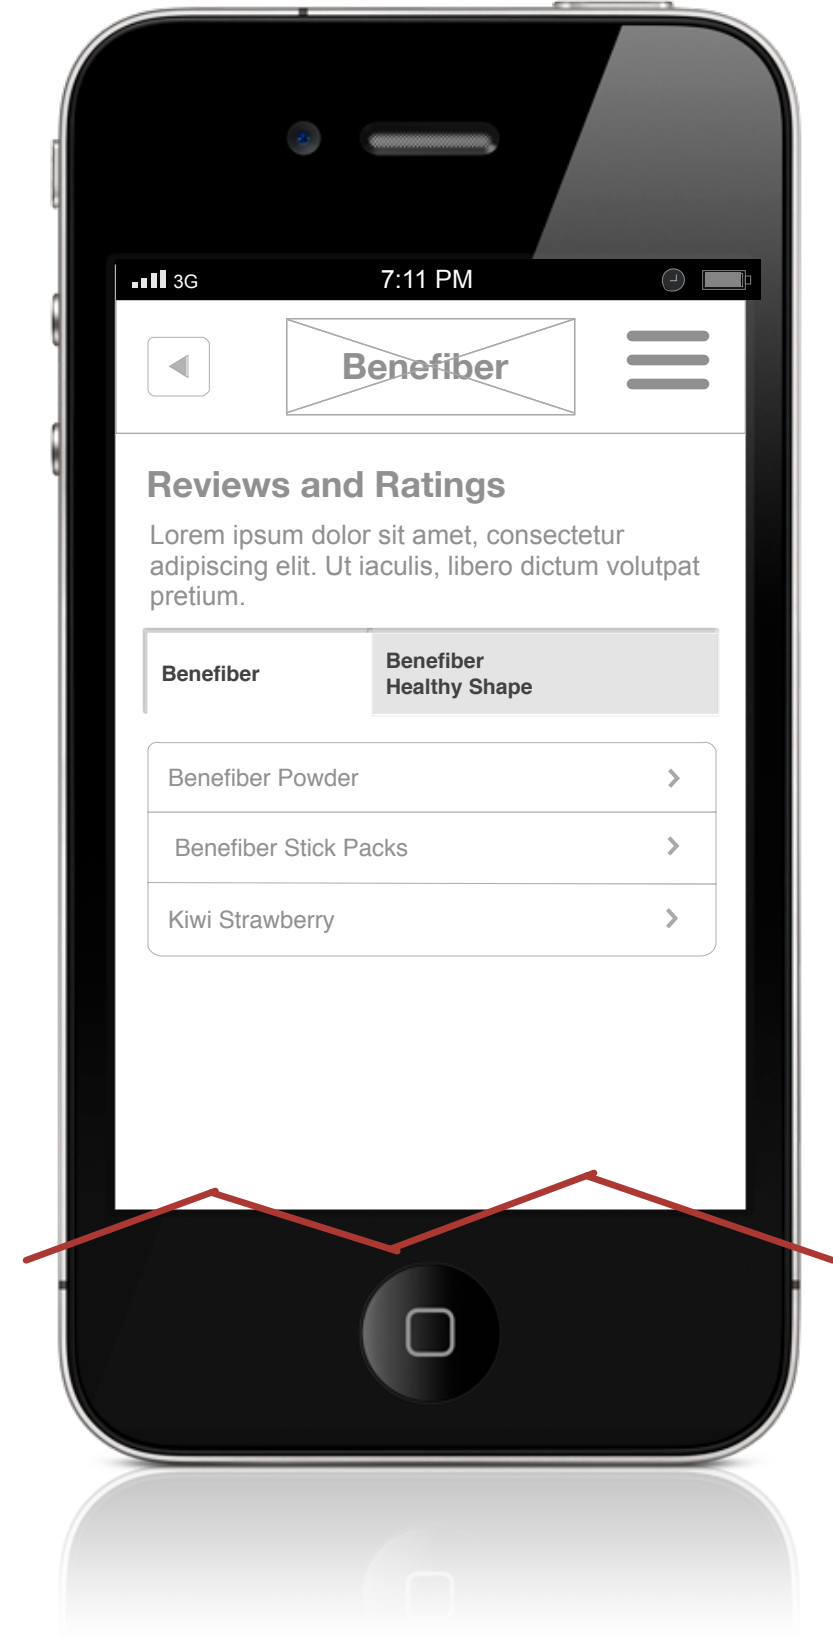 3G 7:11 PM
Benefiber
Reviews and Ratings
Lorem ipsum dolor sit amet, consectetur
adipiscing elit. Ut iaculis, libero dictum volutpat
pretium.
Benefiber
Benefiber
Healthy Shape
Benefiber Powder
Benefiber Stick Packs
Kiwi Strawberry